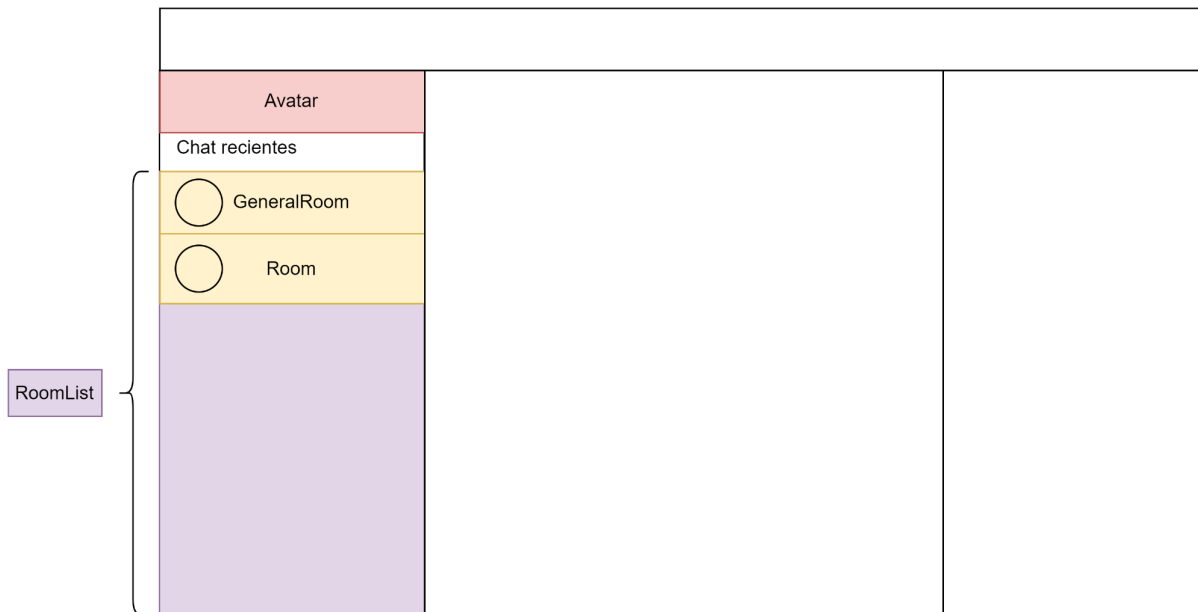 Avatar
Chat recientes
GeneralRoom
Room
RoomList